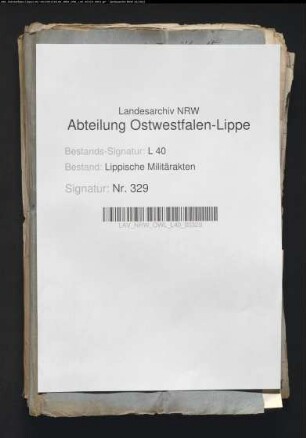 Landesarchiv NRW
Abteilung Ostwestfalen-Lippe
Bestands-Signatur: L 40
Bestand: Lippische Militärakten
Signatur: Nr. 329